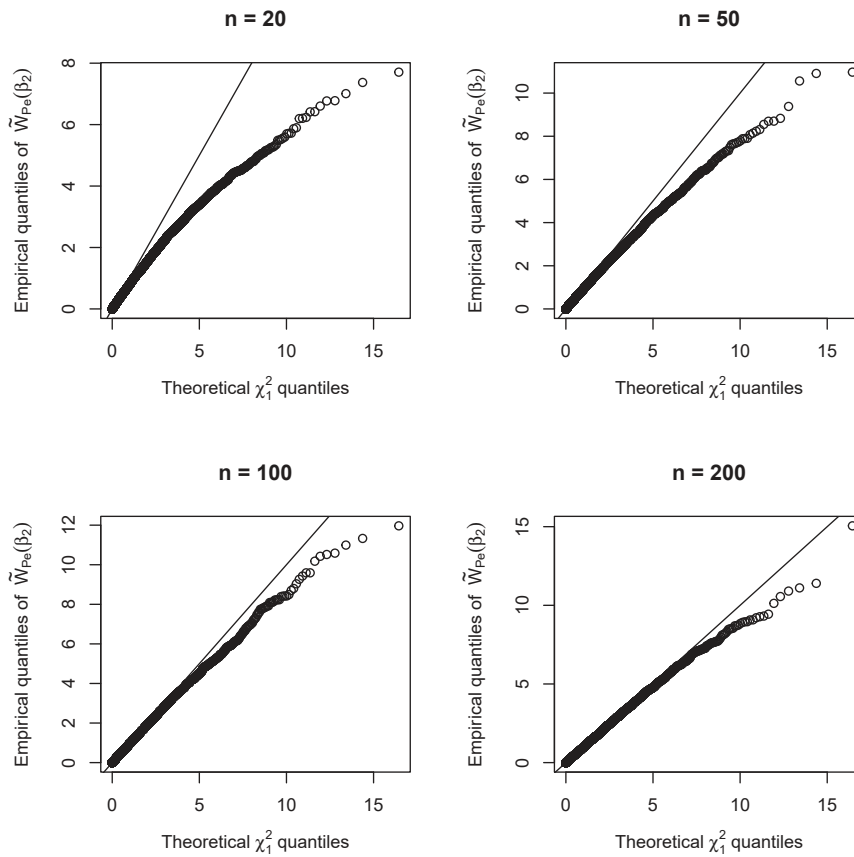 n = 20
Empirical quantiles of W̃Pe(β2)
8
6
4
2
0
0 5 10 15
Theoretical χ²1 quantiles
n = 50
Empirical quantiles of W̃Pe(β2)
10
8
6
4
2
0
0 5 10 15
Theoretical χ²1 quantiles
n = 100
Empirical quantiles of W̃Pe(β2)
12
10
8
6
4
2
0
0 5 10 15
Theoretical χ²1 quantiles
n = 200
Empirical quantiles of W̃Pe(β2)
15
10
5
0
0 5 10 15
Theoretical χ²1 quantiles